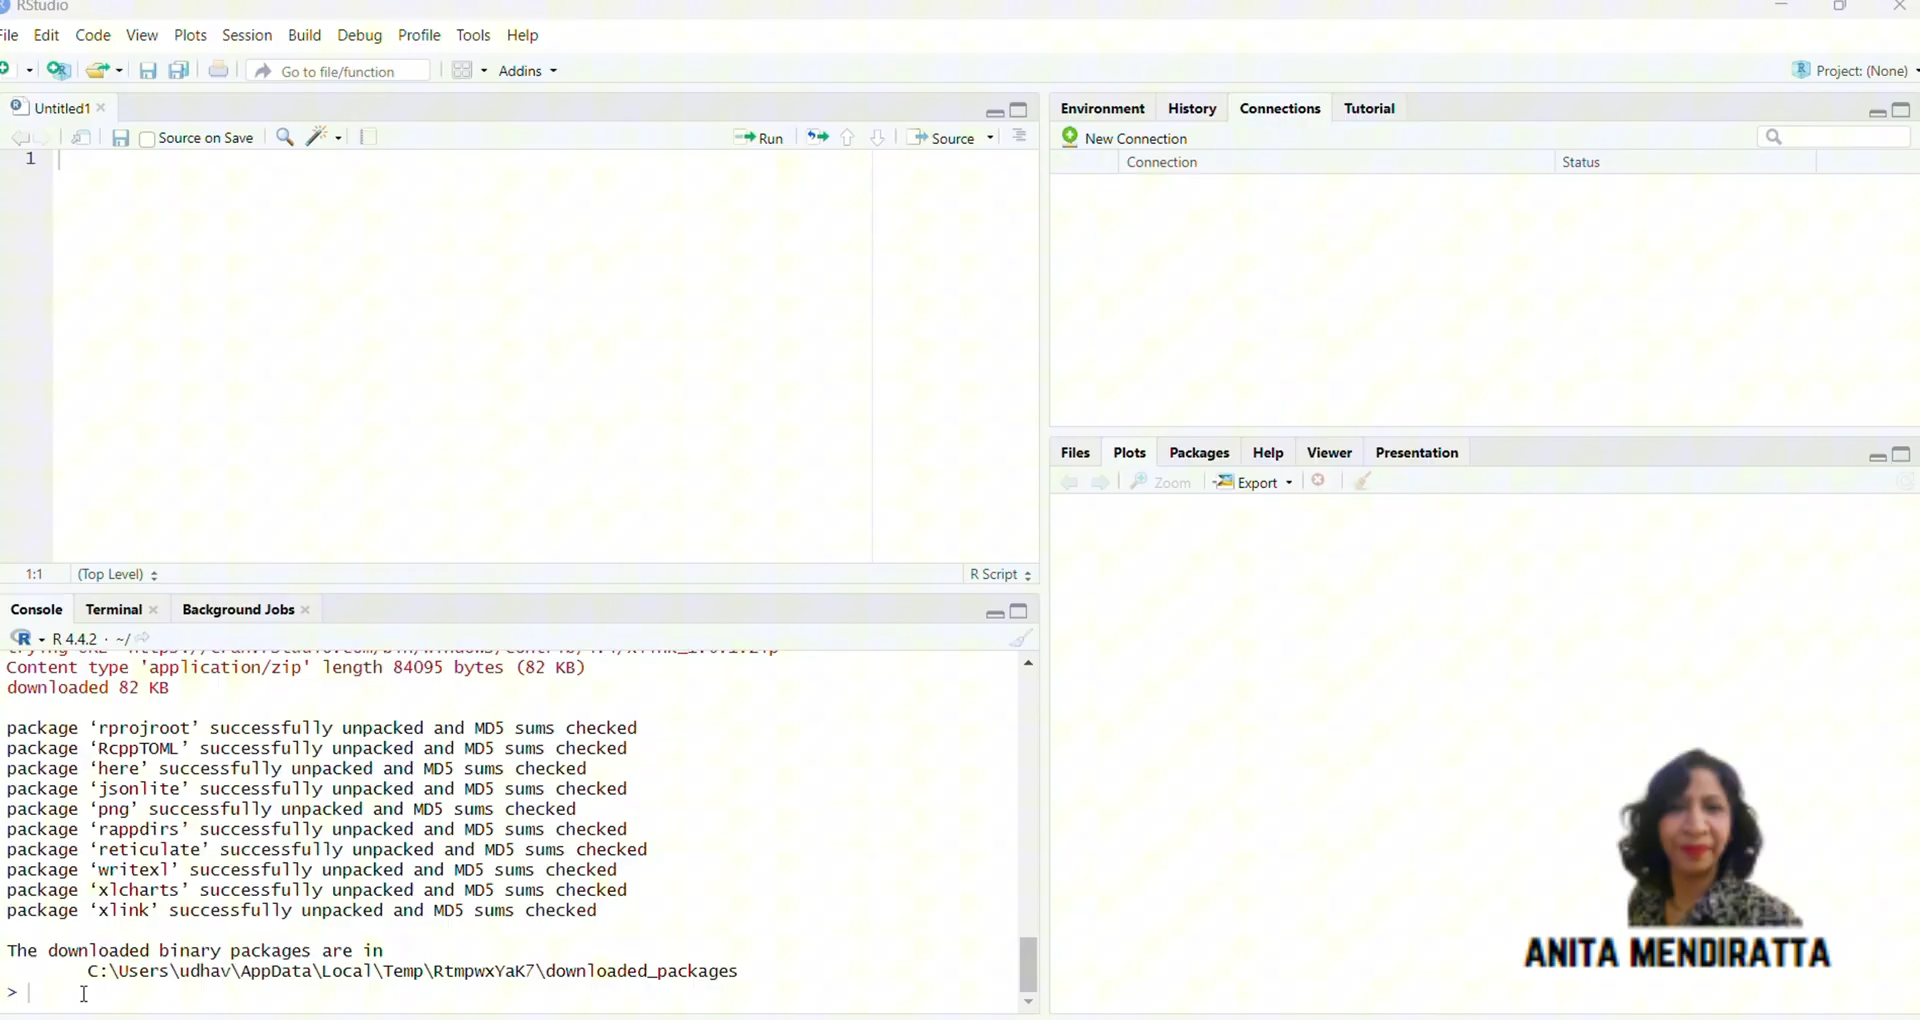 RStudio
File Edit Code View Plots Session Build Debug Profile Tools Help
Go to file/function Addins Project: (None)
Untitled1
Source on Save Run Source
1
1:1 (Top Level) R Script
Console Terminal Background Jobs
R 4.4.2 · ~/
Content type 'application/zip' length 84095 bytes (82 KB)
downloaded 82 KB
package ‘rprojroot’ successfully unpacked and MD5 sums checked
package ‘RcppTOML’ successfully unpacked and MD5 sums checked
package ‘here’ successfully unpacked and MD5 sums checked
package ‘jsonlite’ successfully unpacked and MD5 sums checked
package ‘png’ successfully unpacked and MD5 sums checked
package ‘rappdirs’ successfully unpacked and MD5 sums checked
package ‘reticulate’ successfully unpacked and MD5 sums checked
package ‘writexl’ successfully unpacked and MD5 sums checked
package ‘xlcharts’ successfully unpacked and MD5 sums checked
package ‘xlink’ successfully unpacked and MD5 sums checked
The downloaded binary packages are in
C:\Users\udhav\AppData\Local\Temp\RtmpwxYaK7\downloaded_packages
>
Environment History Connections Tutorial
New Connection
Connection Status
Files Plots Packages Help Viewer Presentation
Zoom Export
ANITA MENDIRATTA